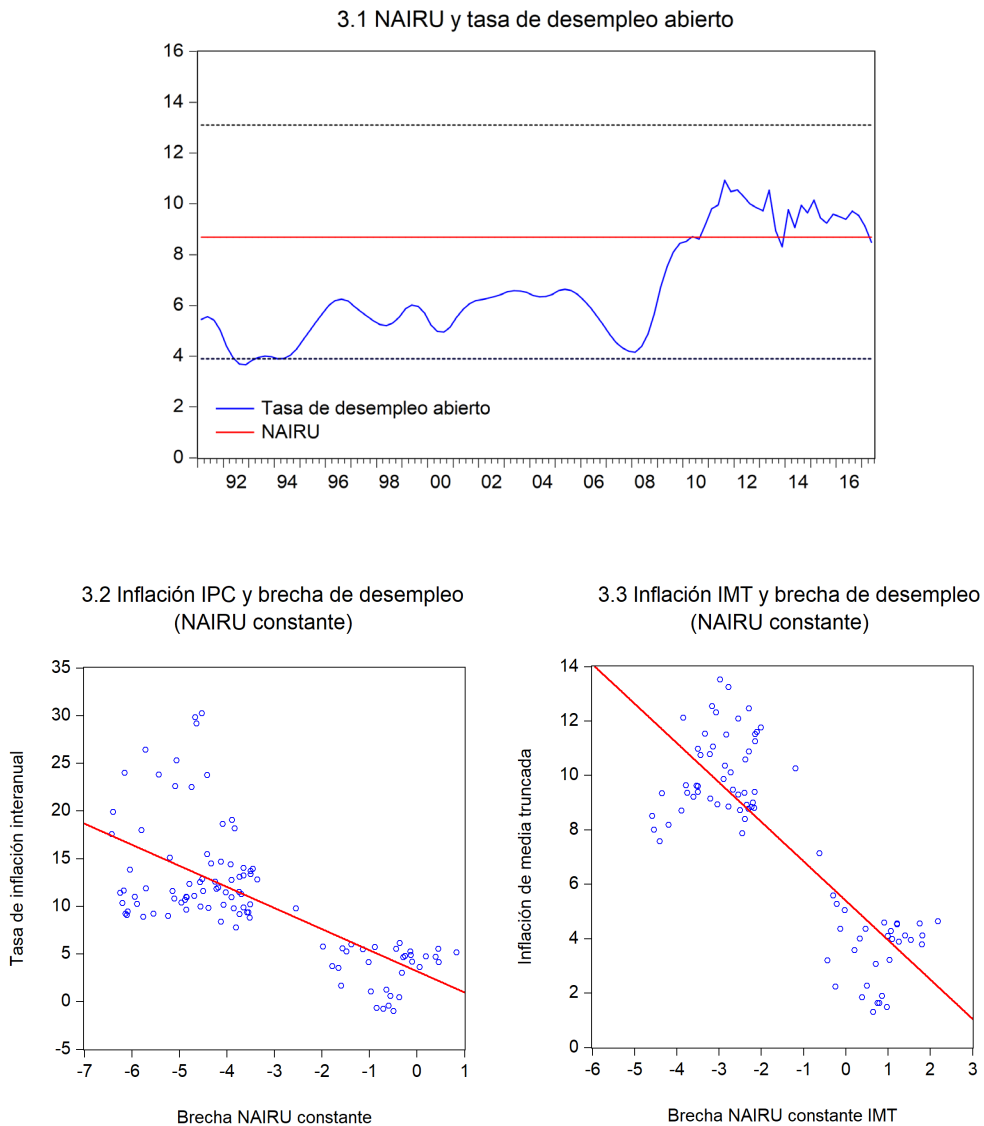 3.1 NAIRU y tasa de desempleo abierto
16
14
12
10
8
6
4
2
0
Tasa de desempleo abierto
NAIRU
92 94 96 98 00 02 04 06 08 10 12 14 16
3.2 Inflación IPC y brecha de desempleo
(NAIRU constante)
35
30
25
20
15
10
5
0
-5
Tasa de inflación interanual
-7 -6 -5 -4 -3 -2 -1 0 1
Brecha NAIRU constante
3.3 Inflación IMT y brecha de desempleo
(NAIRU constante)
14
12
10
8
6
4
2
0
Inflación de media truncada
-6 -5 -4 -3 -2 -1 0 1 2 3
Brecha NAIRU constante IMT